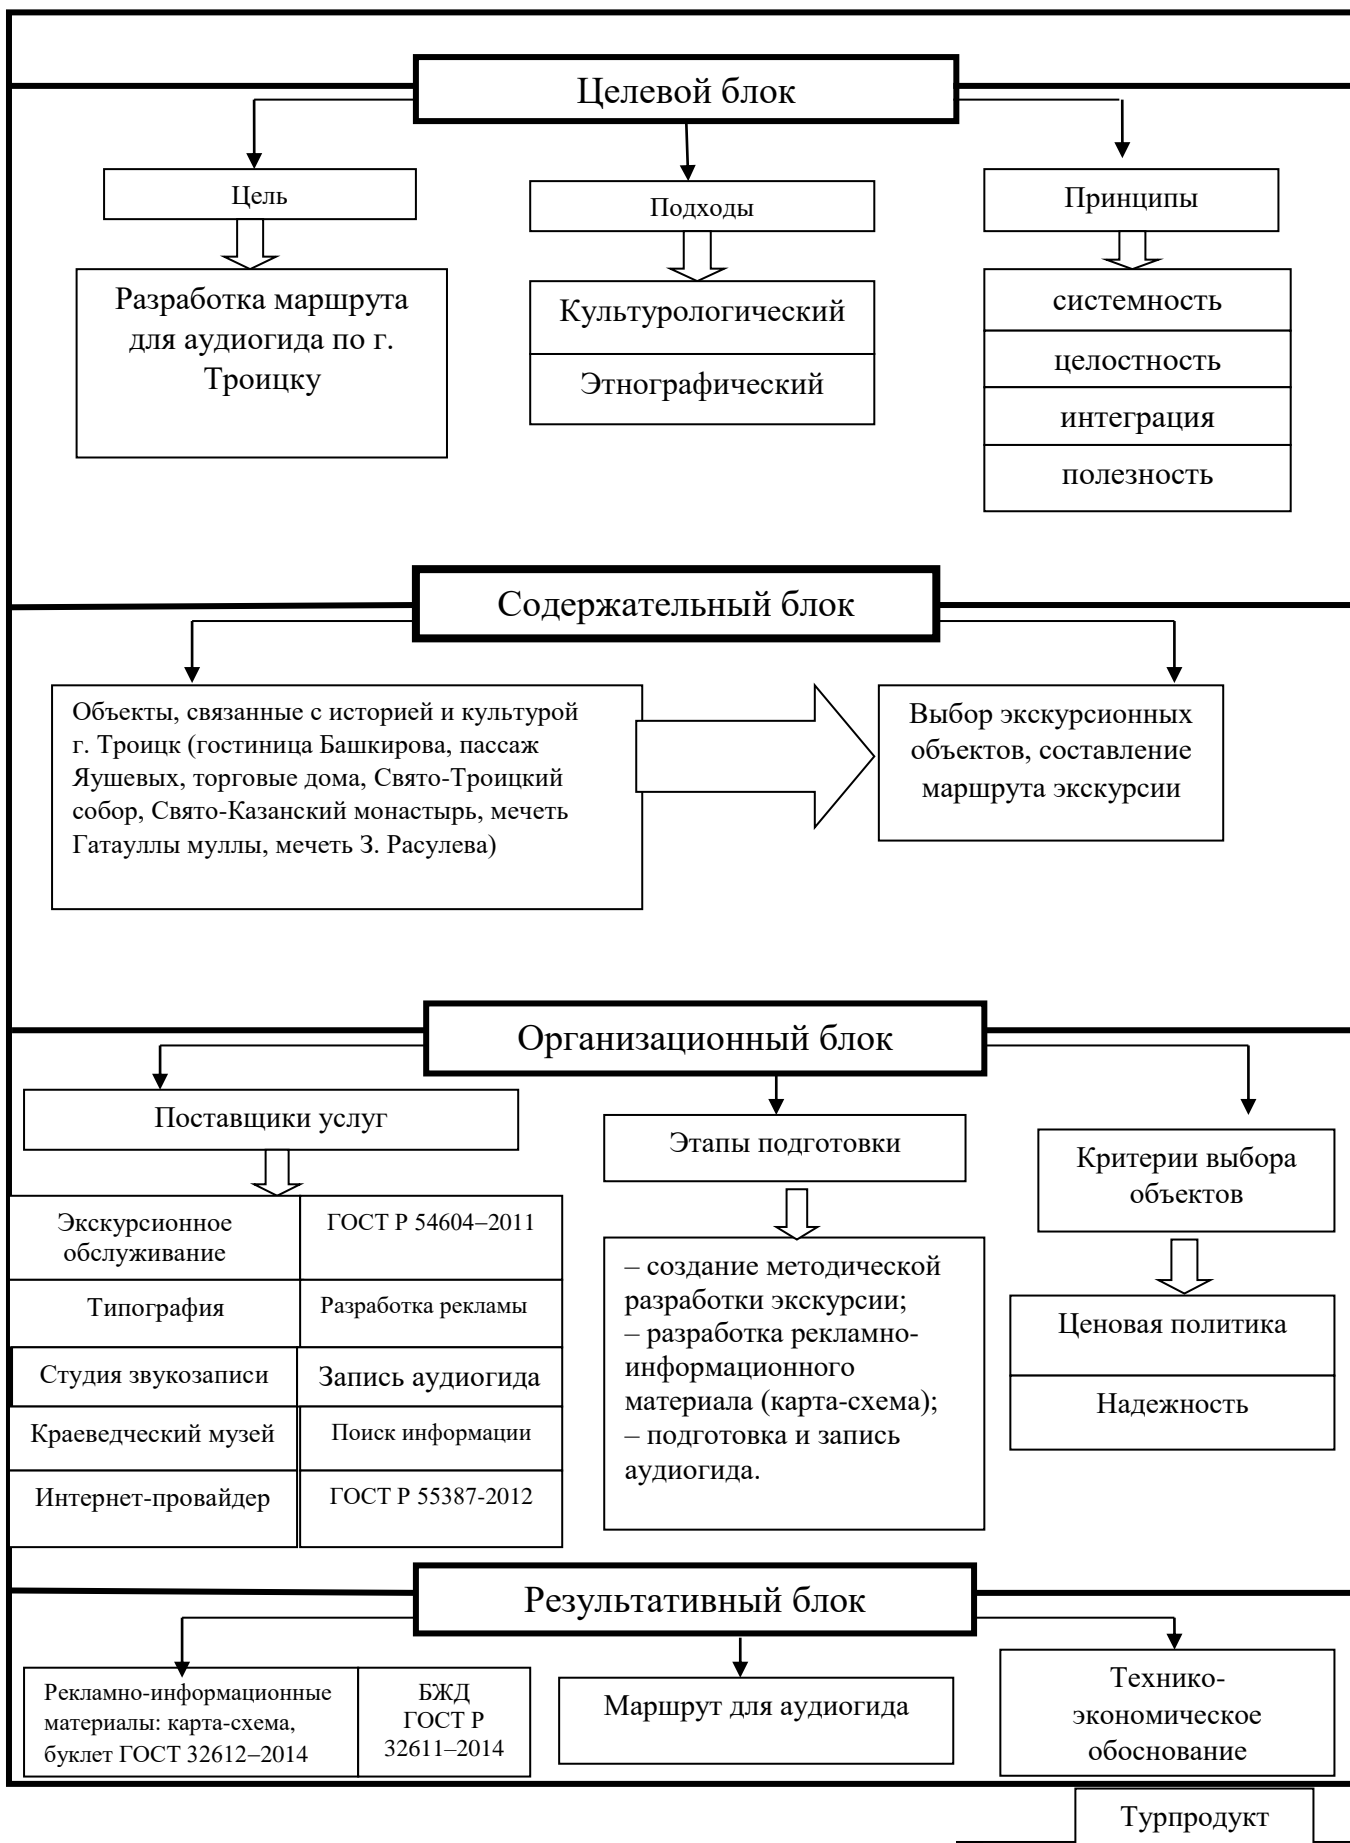 Целевой блок
Цель
Подходы
Принципы
Разработка маршрута
для аудиогида по г.
Троицку
Культурологический
Этнографический
системность
целостность
интеграция
полезность
Содержательный блок
Объекты, связанные с историей и культурой
г. Троицк (гостиница Башкирова, пассаж
Яушевых, торговые дома, Свято-Троицкий
собор, Свято-Казанский монастырь, мечеть
Гатауллы муллы, мечеть З. Расулева)
Выбор экскурсионных
объектов, составление
маршрута экскурсии
Организационный блок
Поставщики услуг
Экскурсионное
обслуживание
ГОСТ Р 54604–2011
Типография
Разработка рекламы
Студия звукозаписи
Запись аудиогида
Краеведческий музей
Поиск информации
Интернет-провайдер
ГОСТ Р 55387-2012
Этапы подготовки
– создание методической
разработки экскурсии;
– разработка рекламно-
информационного
материала (карта-схема);
– подготовка и запись
аудиогида.
Критерии выбора
объектов
Ценовая политика
Надежность
Результативный блок
Рекламно-информационные
материалы: карта-схема,
буклет ГОСТ 32612–2014
БЖД
ГОСТ Р
32611–2014
Маршрут для аудиогида
Технико-
экономическое
обоснование
Турпродукт